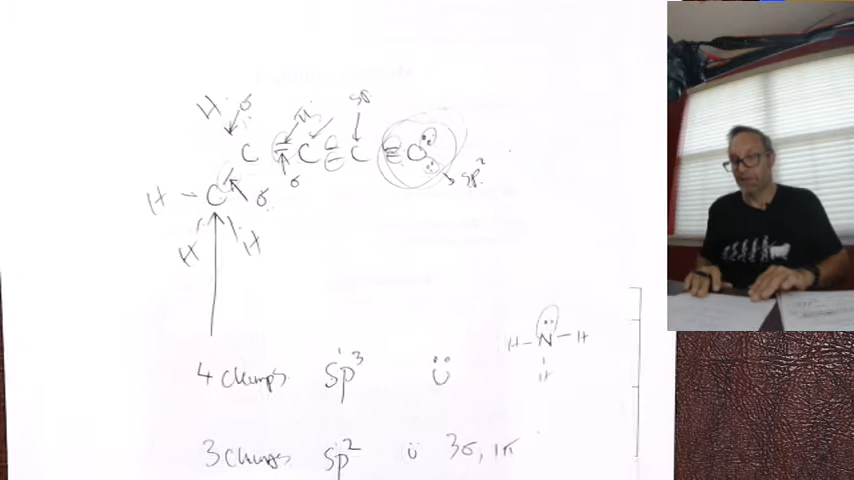 H σ π SP
C = C = C = O
H - C σ σ SP²
H H
4 clumps SP³ Ü H - N - H
H
3 clumps SP² ü 3σ, 1π